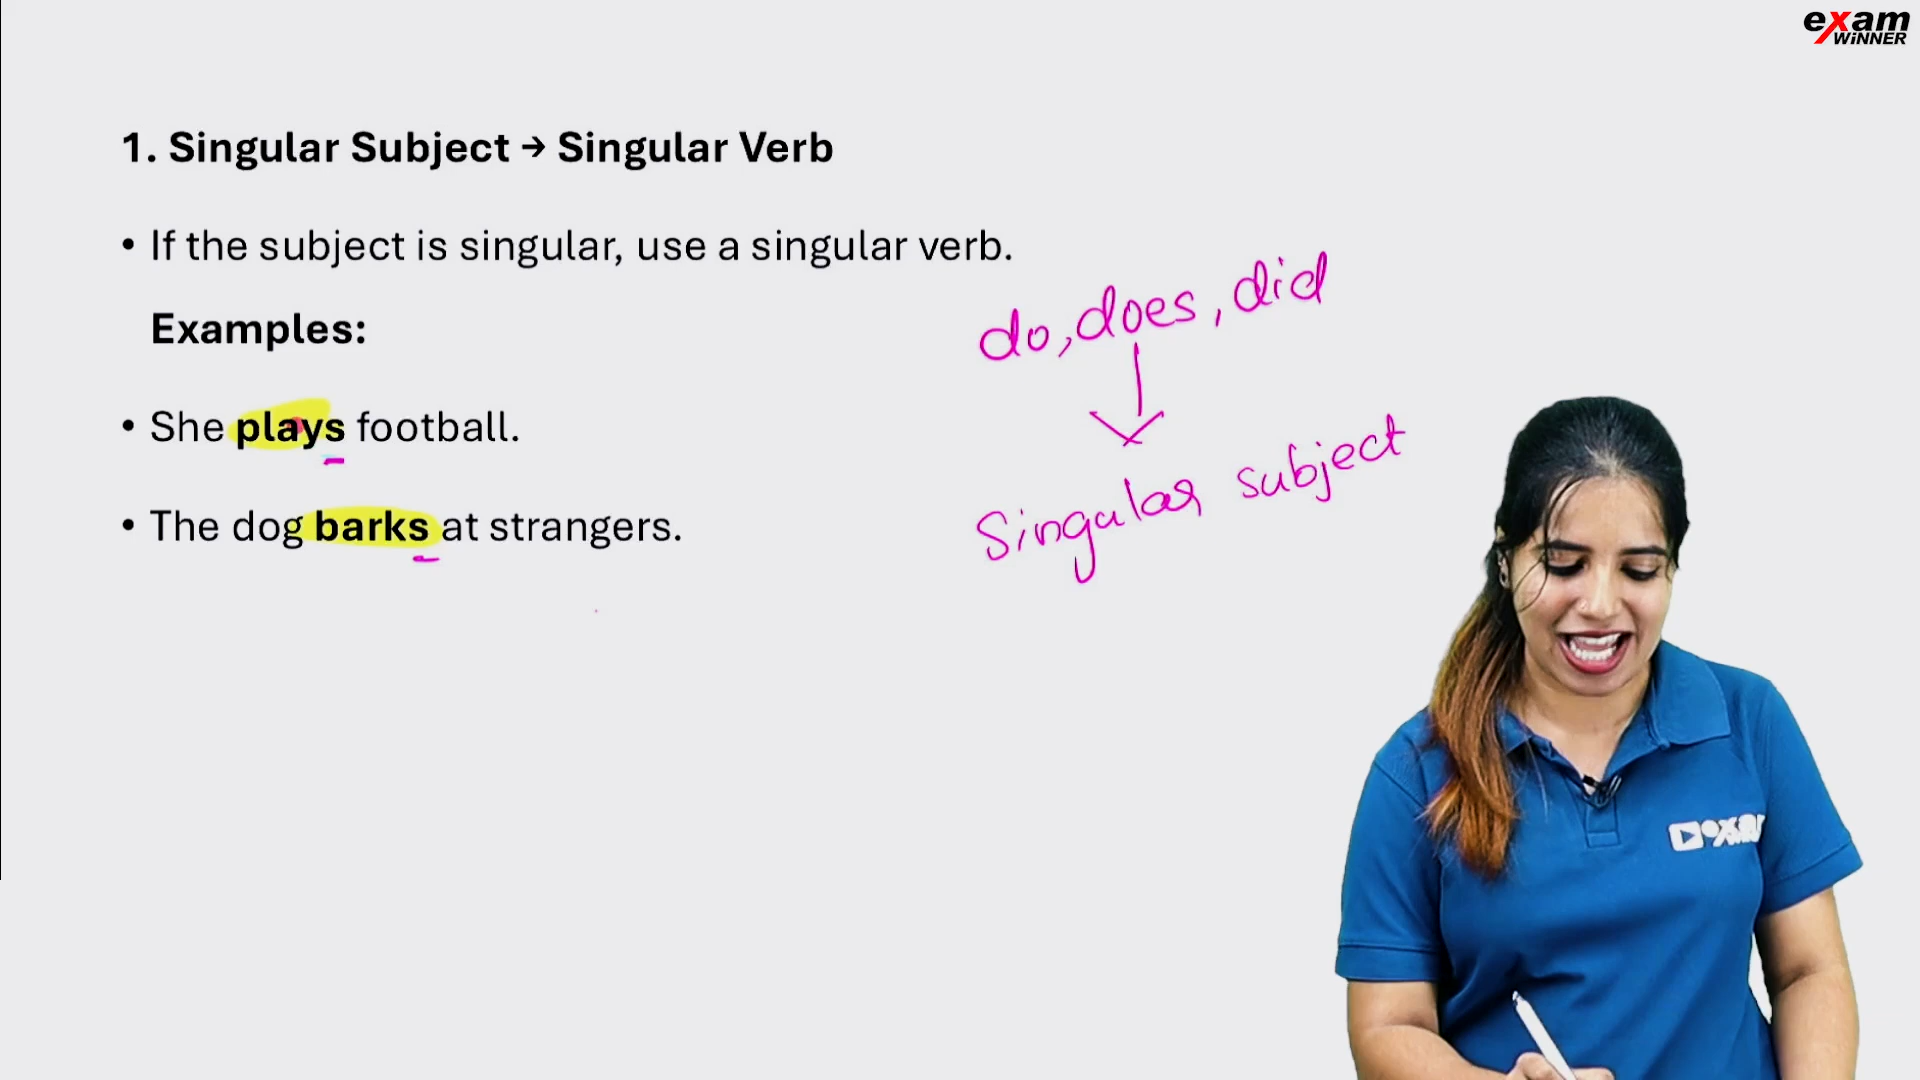 exam
WiNNER
1. Singular Subject → Singular Verb
• If the subject is singular, use a singular verb.
Examples:
• She plays football.
• The dog barks at strangers.
do, does, did
Singular subject